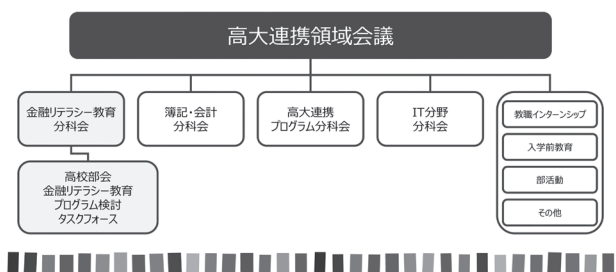 高大連携領域会議
金融リテラシー教育
分科会
簿記・会計
分科会
高大連携
プログラム分科会
IT分野
分科会
教職インターンシップ
入学前教育
部活動
その他
高校部会
金融リテラシー教育
プログラム検討
タスクフォース